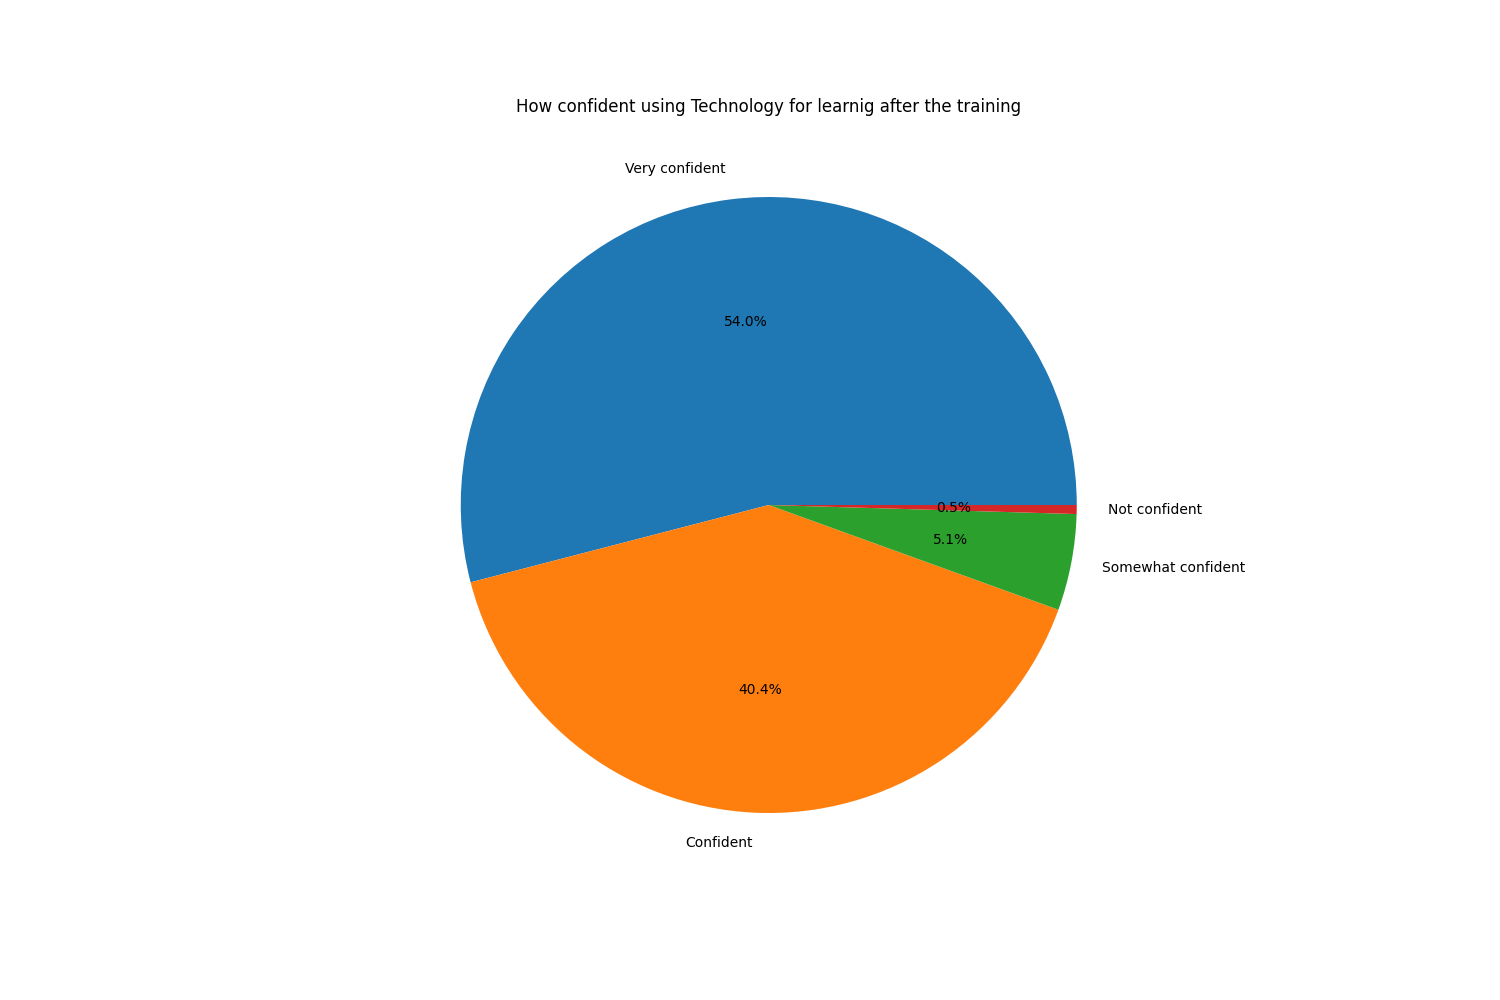 How confident using Technology for learnig after the training
Very confident
54.0%
0.5%
Not confident
5.1%
Somewhat confident
40.4%
Confident